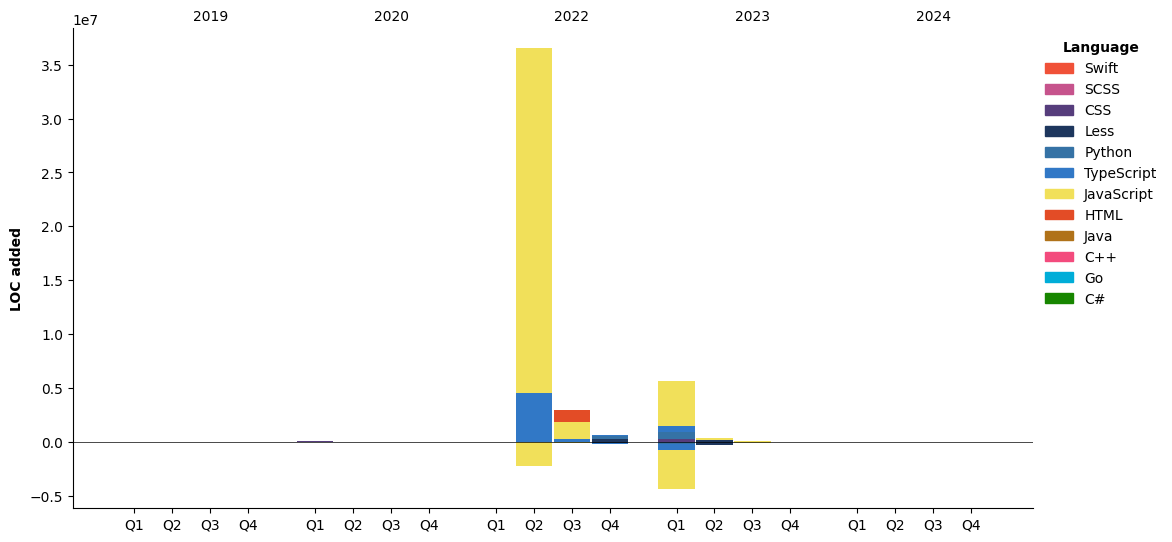 1e7
2019 2020 2022 2023 2024
Language
Swift
SCSS
CSS
Less
Python
TypeScript
JavaScript
HTML
Java
C++
Go
C#
LOC added
3.5
3.0
2.5
2.0
1.5
1.0
0.5
0.0
−0.5
Q1 Q2 Q3 Q4 Q1 Q2 Q3 Q4 Q1 Q2 Q3 Q4 Q1 Q2 Q3 Q4 Q1 Q2 Q3 Q4